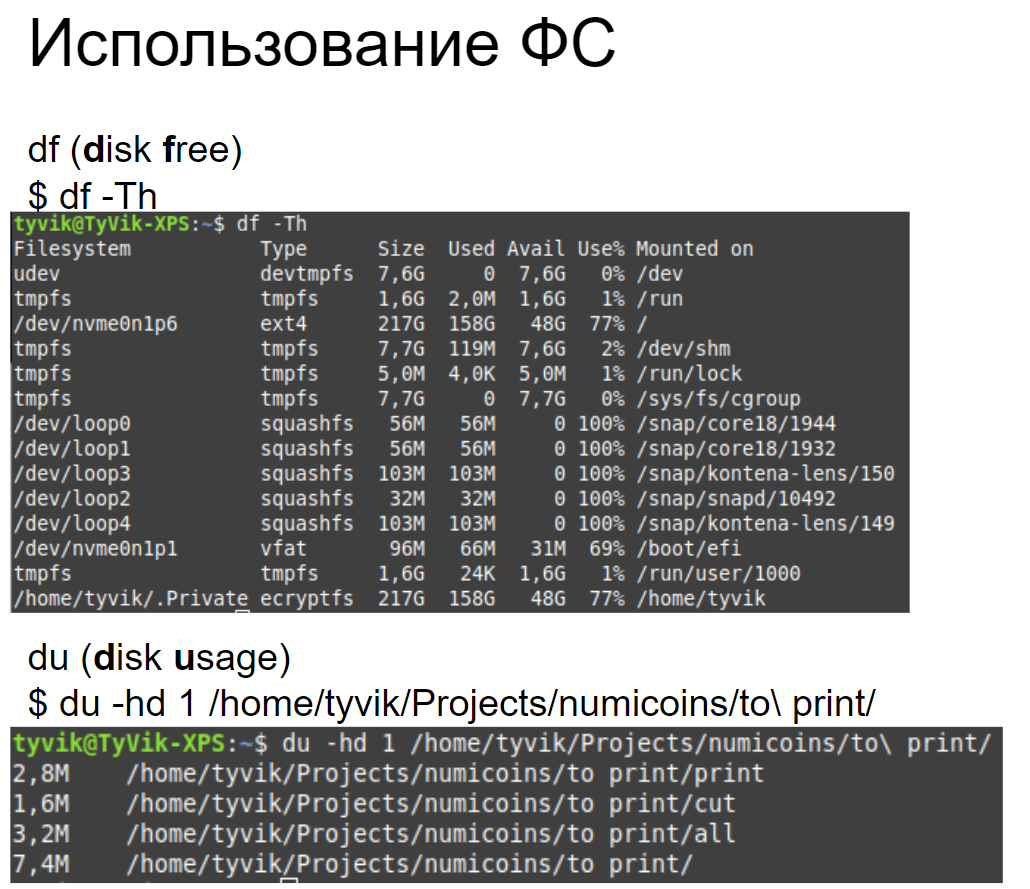 Использование ФС
df (disk free)
$ df -Th
tyvik@TyVik-XPS:~$ df -Th
Filesystem Type Size Used Avail Use% Mounted on
udev devtmpfs 7,6G 0 7,6G 0% /dev
tmpfs tmpfs 1,6G 2,0M 1,6G 1% /run
/dev/nvme0n1p6 ext4 217G 158G 48G 77% /
tmpfs tmpfs 7,7G 119M 7,6G 2% /dev/shm
tmpfs tmpfs 5,0M 4,0K 5,0M 1% /run/lock
tmpfs tmpfs 7,7G 0 7,7G 0% /sys/fs/cgroup
/dev/loop0 squashfs 56M 56M 0 100% /snap/core18/1944
/dev/loop1 squashfs 56M 56M 0 100% /snap/core18/1932
/dev/loop3 squashfs 103M 103M 0 100% /snap/kontena-lens/150
/dev/loop2 squashfs 32M 32M 0 100% /snap/snapd/10492
/dev/loop4 squashfs 103M 103M 0 100% /snap/kontena-lens/149
/dev/nvme0n1p1 vfat 96M 66M 31M 69% /boot/efi
tmpfs tmpfs 1,6G 24K 1,6G 1% /run/user/1000
/home/tyvik/.Private ecryptfs 217G 158G 48G 77% /home/tyvik
du (disk usage)
$ du -hd 1 /home/tyvik/Projects/numicoins/to\ print/
tyvik@TyVik-XPS:~$ du -hd 1 /home/tyvik/Projects/numicoins/to\ print/
2,8M /home/tyvik/Projects/numicoins/to print/print
1,6M /home/tyvik/Projects/numicoins/to print/cut
3,2M /home/tyvik/Projects/numicoins/to print/all
7,4M /home/tyvik/Projects/numicoins/to print/